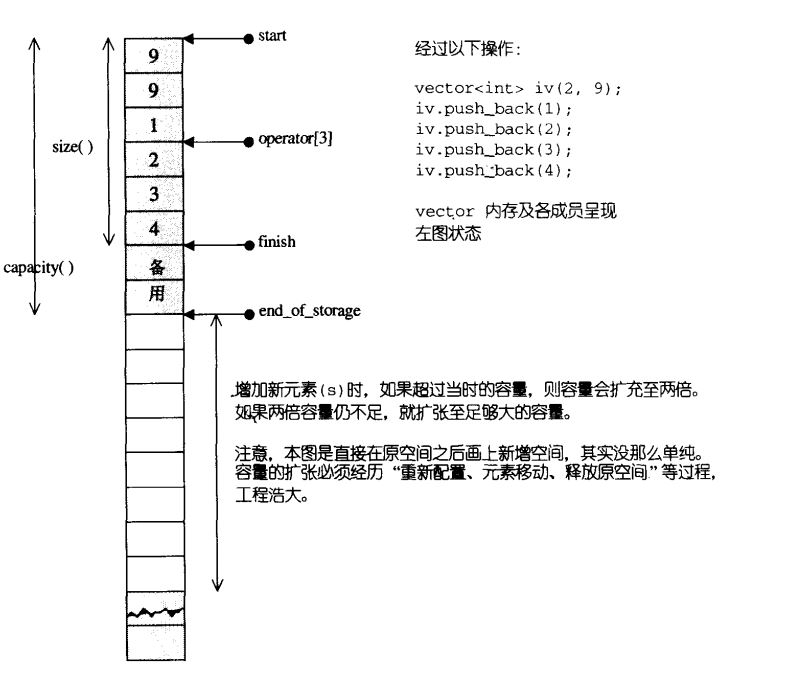 start
9
9
1
operator[3]
size( )
2
3
4
finish
capacity( )
备
用
end_of_storage
经过以下操作：
vector<int> iv(2, 9);
iv.push_back(1);
iv.push_back(2);
iv.push_back(3);
iv.push_back(4);
vector 内存及各成员呈现
左图状态
增加新元素(s)时，如果超过当时的容量，则容量会扩充至两倍。
如果两倍容量仍不足，就扩张至足够大的容量。
注意，本图是直接在原空间之后画上新增空间，其实没那么单纯。
容量的扩张必须经历“重新配置、元素移动、释放原空间”等过程，
工程浩大。